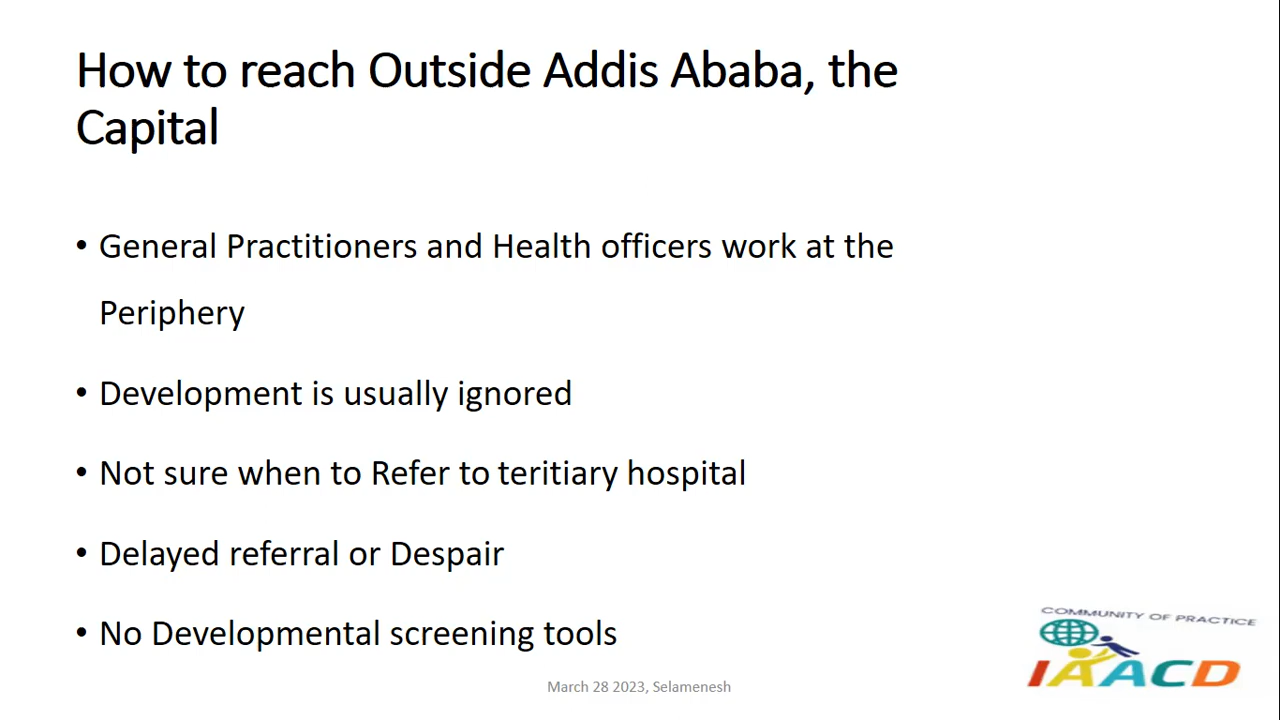 How to reach Outside Addis Ababa, the
Capital
• General Practitioners and Health officers work at the
Periphery
• Development is usually ignored
• Not sure when to Refer to teritiary hospital
• Delayed referral or Despair
• No Developmental screening tools
COMMUNITY OF PRACTICE
IAACD
March 28 2023, Selamenesh